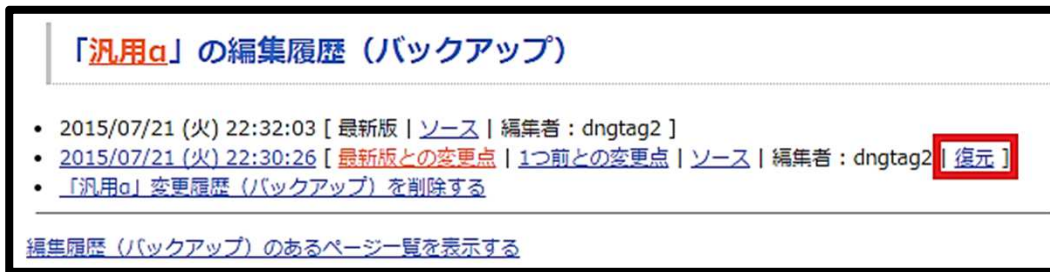 「汎用α」の編集履歴（バックアップ）
• 2015/07/21 (火) 22:32:03 [ 最新版 | ソース | 編集者：dngtag2 ]
• 2015/07/21 (火) 22:30:26 [ 最新版との変更点 | 1つ前との変更点 | ソース | 編集者：dngtag2 | 復元 ]
• 「汎用α」変更履歴（バックアップ）を削除する
編集履歴（バックアップ）のあるページ一覧を表示する